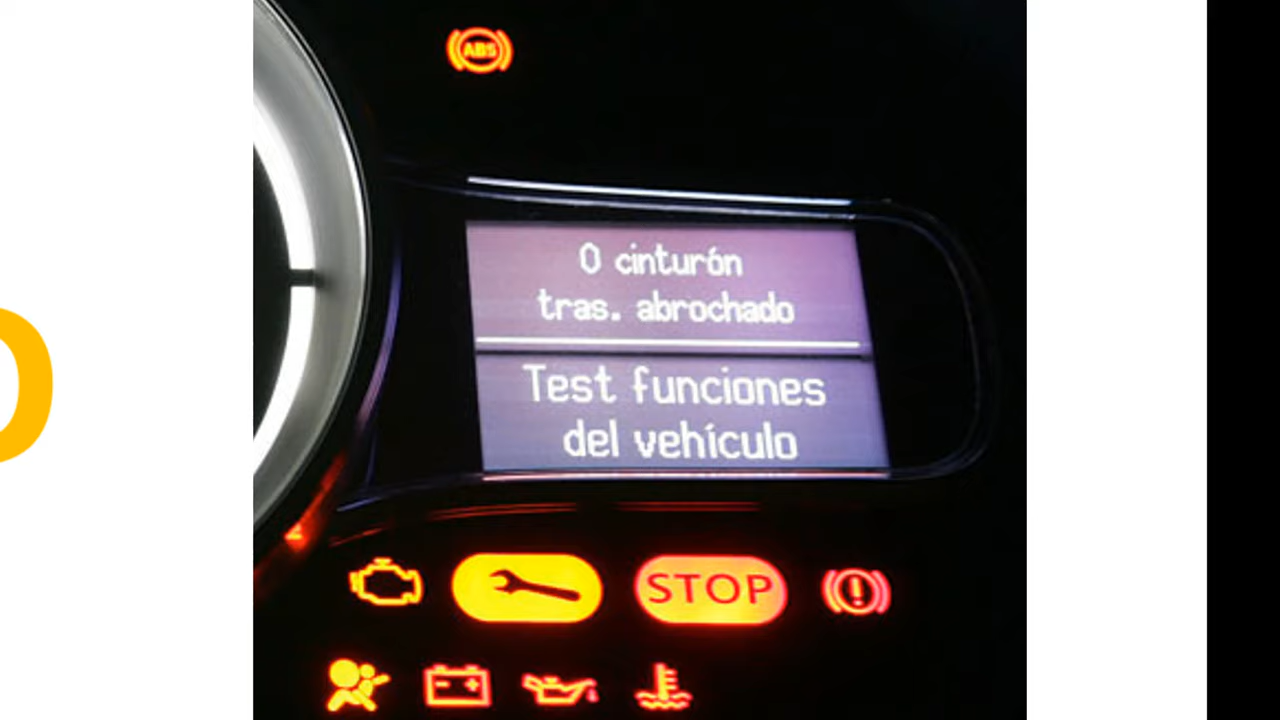 ABS
0 cinturón
tras. abrochado
Test funciones
del vehículo
STOP